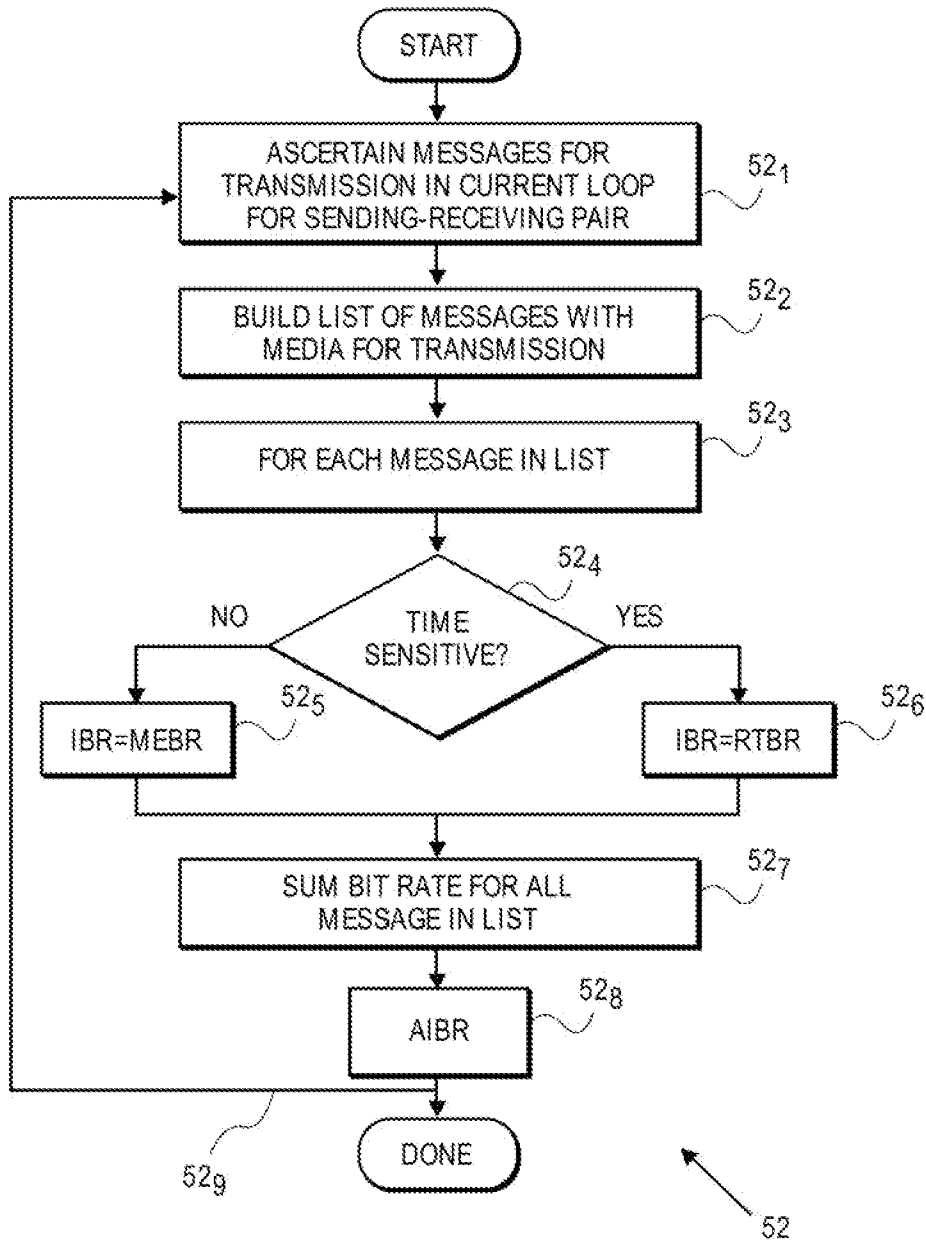 START
ASCERTAIN MESSAGES FOR
TRANSMISSION IN CURRENT LOOP
FOR SENDING-RECEIVING PAIR
52₁
BUILD LIST OF MESSAGES WITH
MEDIA FOR TRANSMISSION
52₂
FOR EACH MESSAGE IN LIST
52₃
TIME
SENSITIVE?
52₄
NO
YES
IBR=MEBR
52₅
IBR=RTBR
52₆
SUM BIT RATE FOR ALL
MESSAGE IN LIST
52₇
AIBR
52₈
DONE
52₉
52